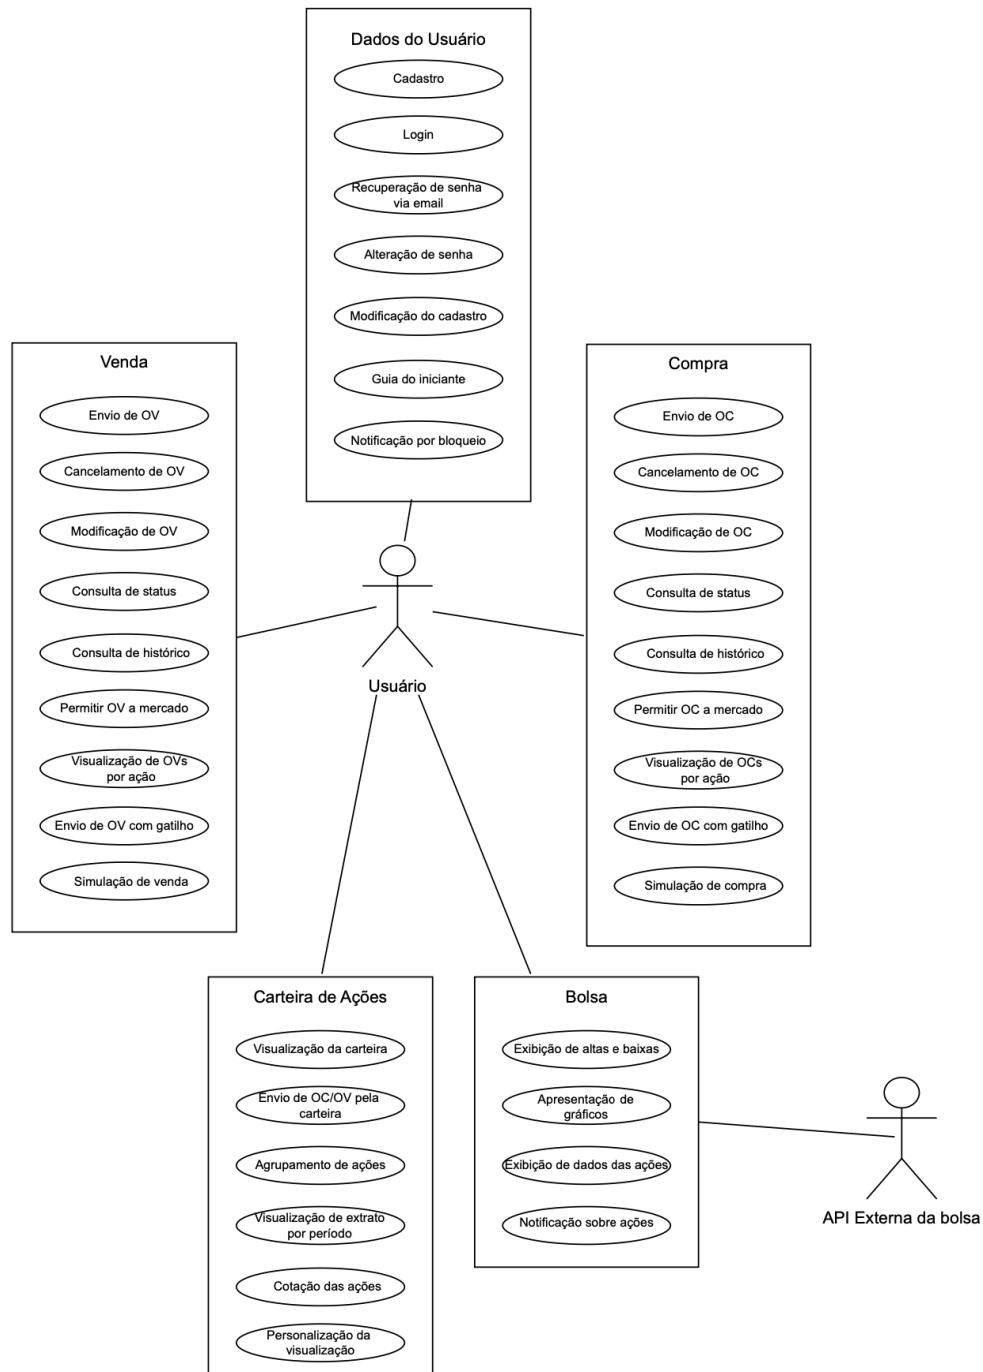 Dados do Usuário
Cadastro
Login
Recuperação de senha
via email
Alteração de senha
Modificação do cadastro
Guia do iniciante
Notificação por bloqueio
Venda
Envio de OV
Cancelamento de OV
Modificação de OV
Consulta de status
Consulta de histórico
Permitir OV a mercado
Visualização de OVs
por ação
Envio de OV com gatilho
Simulação de venda
Compra
Envio de OC
Cancelamento de OC
Modificação de OC
Consulta de status
Consulta de histórico
Permitir OC a mercado
Visualização de OCs
por ação
Envio de OC com gatilho
Simulação de compra
Usuário
Carteira de Ações
Visualização da carteira
Envio de OC/OV pela
carteira
Agrupamento de ações
Visualização de extrato
por período
Cotação das ações
Personalização da
visualização
Bolsa
Exibição de altas e baixas
Apresentação de
gráficos
Exibição de dados das ações
Notificação sobre ações
API Externa da bolsa